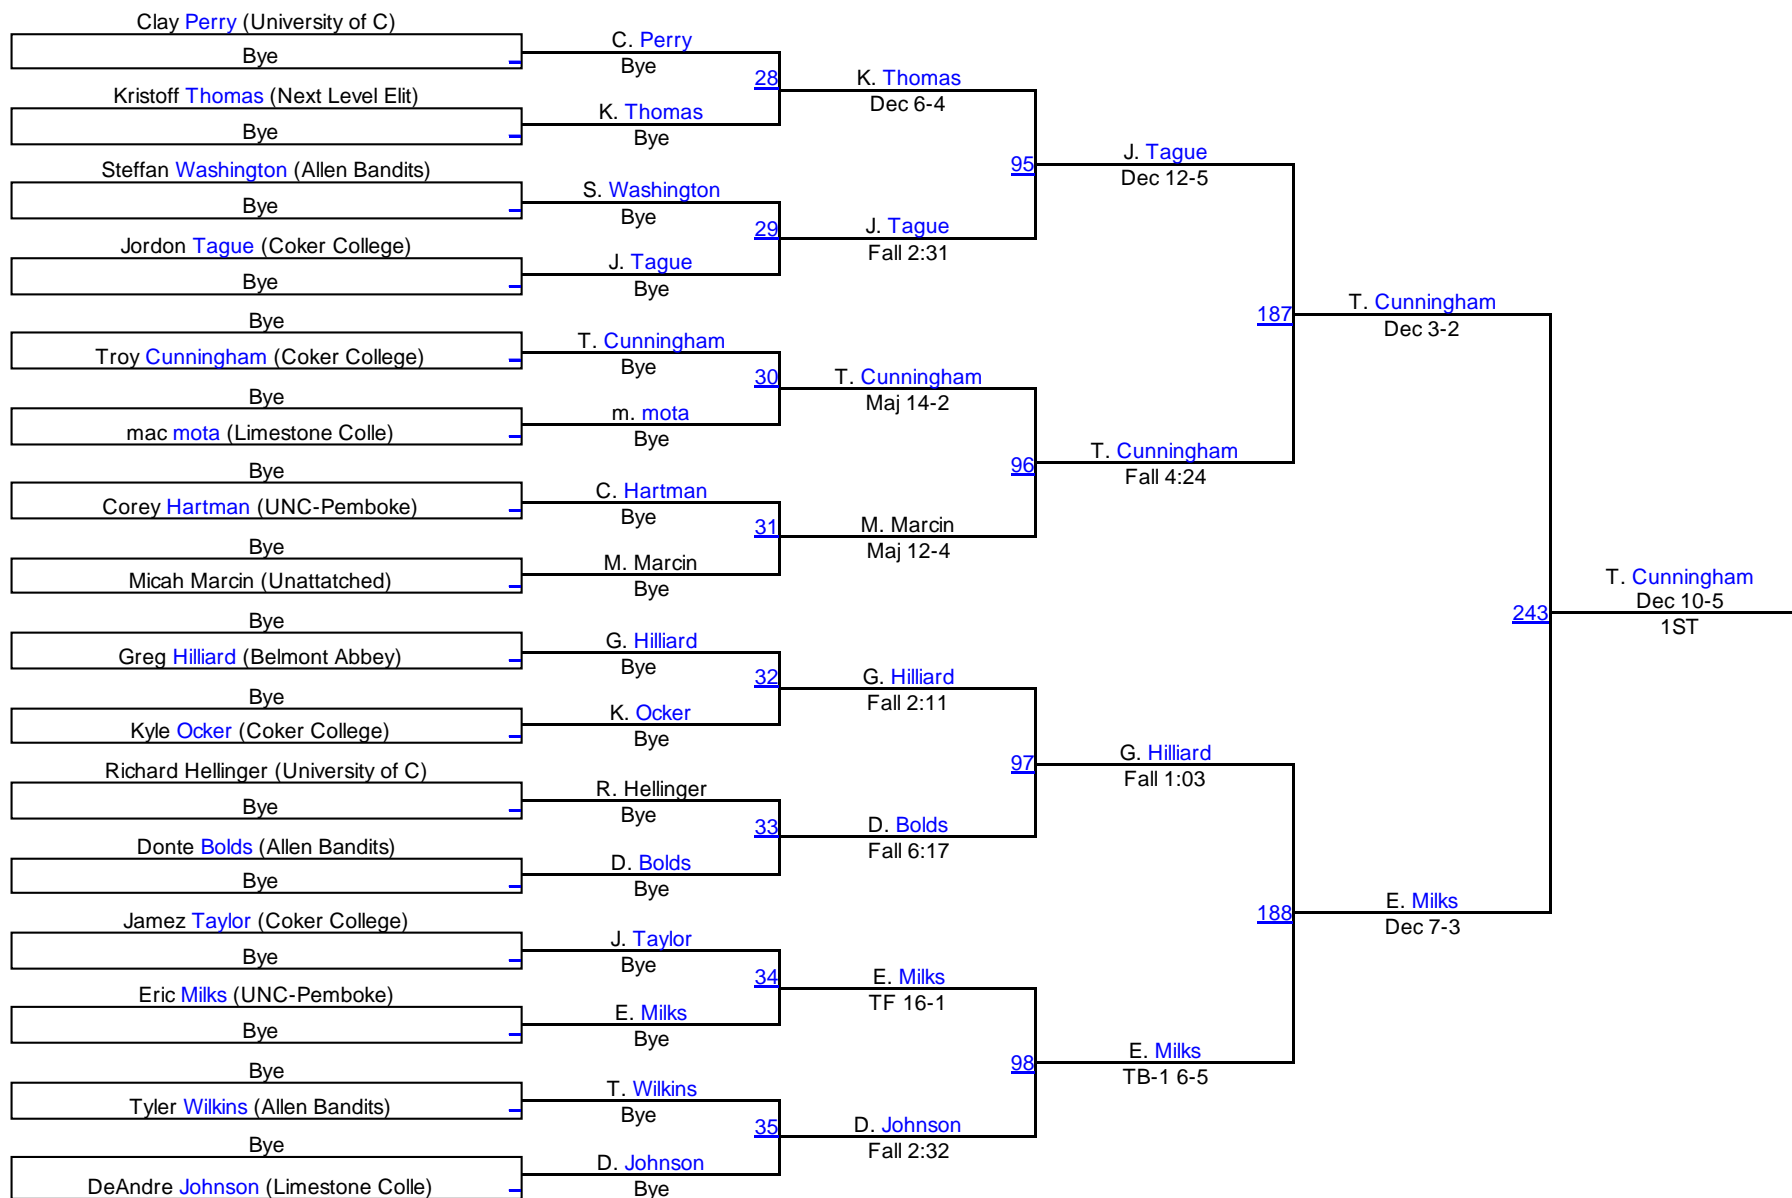 Clay Perry (University of C)
Bye
Kristoff Thomas (Next Level Elit)
Bye
Steffan Washington (Allen Bandits)
Bye
Jordon Tague (Coker College)
Bye
Bye
Troy Cunningham (Coker College)
Bye
mac mota (Limestone Colle)
Bye
Corey Hartman (UNC-Pemboke)
Bye
Micah Marcin (Unattatched)
Bye
Greg Hilliard (Belmont Abbey)
Bye
Kyle Ocker (Coker College)
Richard Hellinger (University of C)
Bye
Donte Bolds (Allen Bandits)
Bye
Jamez Taylor (Coker College)
Bye
Eric Milks (UNC-Pemboke)
Bye
Bye
Tyler Wilkins (Allen Bandits)
Bye
DeAndre Johnson (Limestone Colle)
C. Perry
Bye
28
K. Thomas
Bye
S. Washington
Bye
29
J. Tague
Bye
T. Cunningham
Bye
30
m. mota
Bye
C. Hartman
Bye
31
M. Marcin
Bye
G. Hilliard
Bye
32
K. Ocker
Bye
R. Hellinger
Bye
33
D. Bolds
Bye
J. Taylor
Bye
34
E. Milks
Bye
T. Wilkins
Bye
35
D. Johnson
Bye
K. Thomas
Dec 6-4
95
J. Tague
Fall 2:31
T. Cunningham
Maj 14-2
96
M. Marcin
Maj 12-4
G. Hilliard
Fall 2:11
97
D. Bolds
Fall 6:17
E. Milks
TF 16-1
98
D. Johnson
Fall 2:32
J. Tague
Dec 12-5
187
T. Cunningham
Fall 4:24
G. Hilliard
Fall 1:03
188
E. Milks
TB-1 6-5
T. Cunningham
Dec 3-2
243
E. Milks
Dec 7-3
T. Cunningham
Dec 10-5
1ST